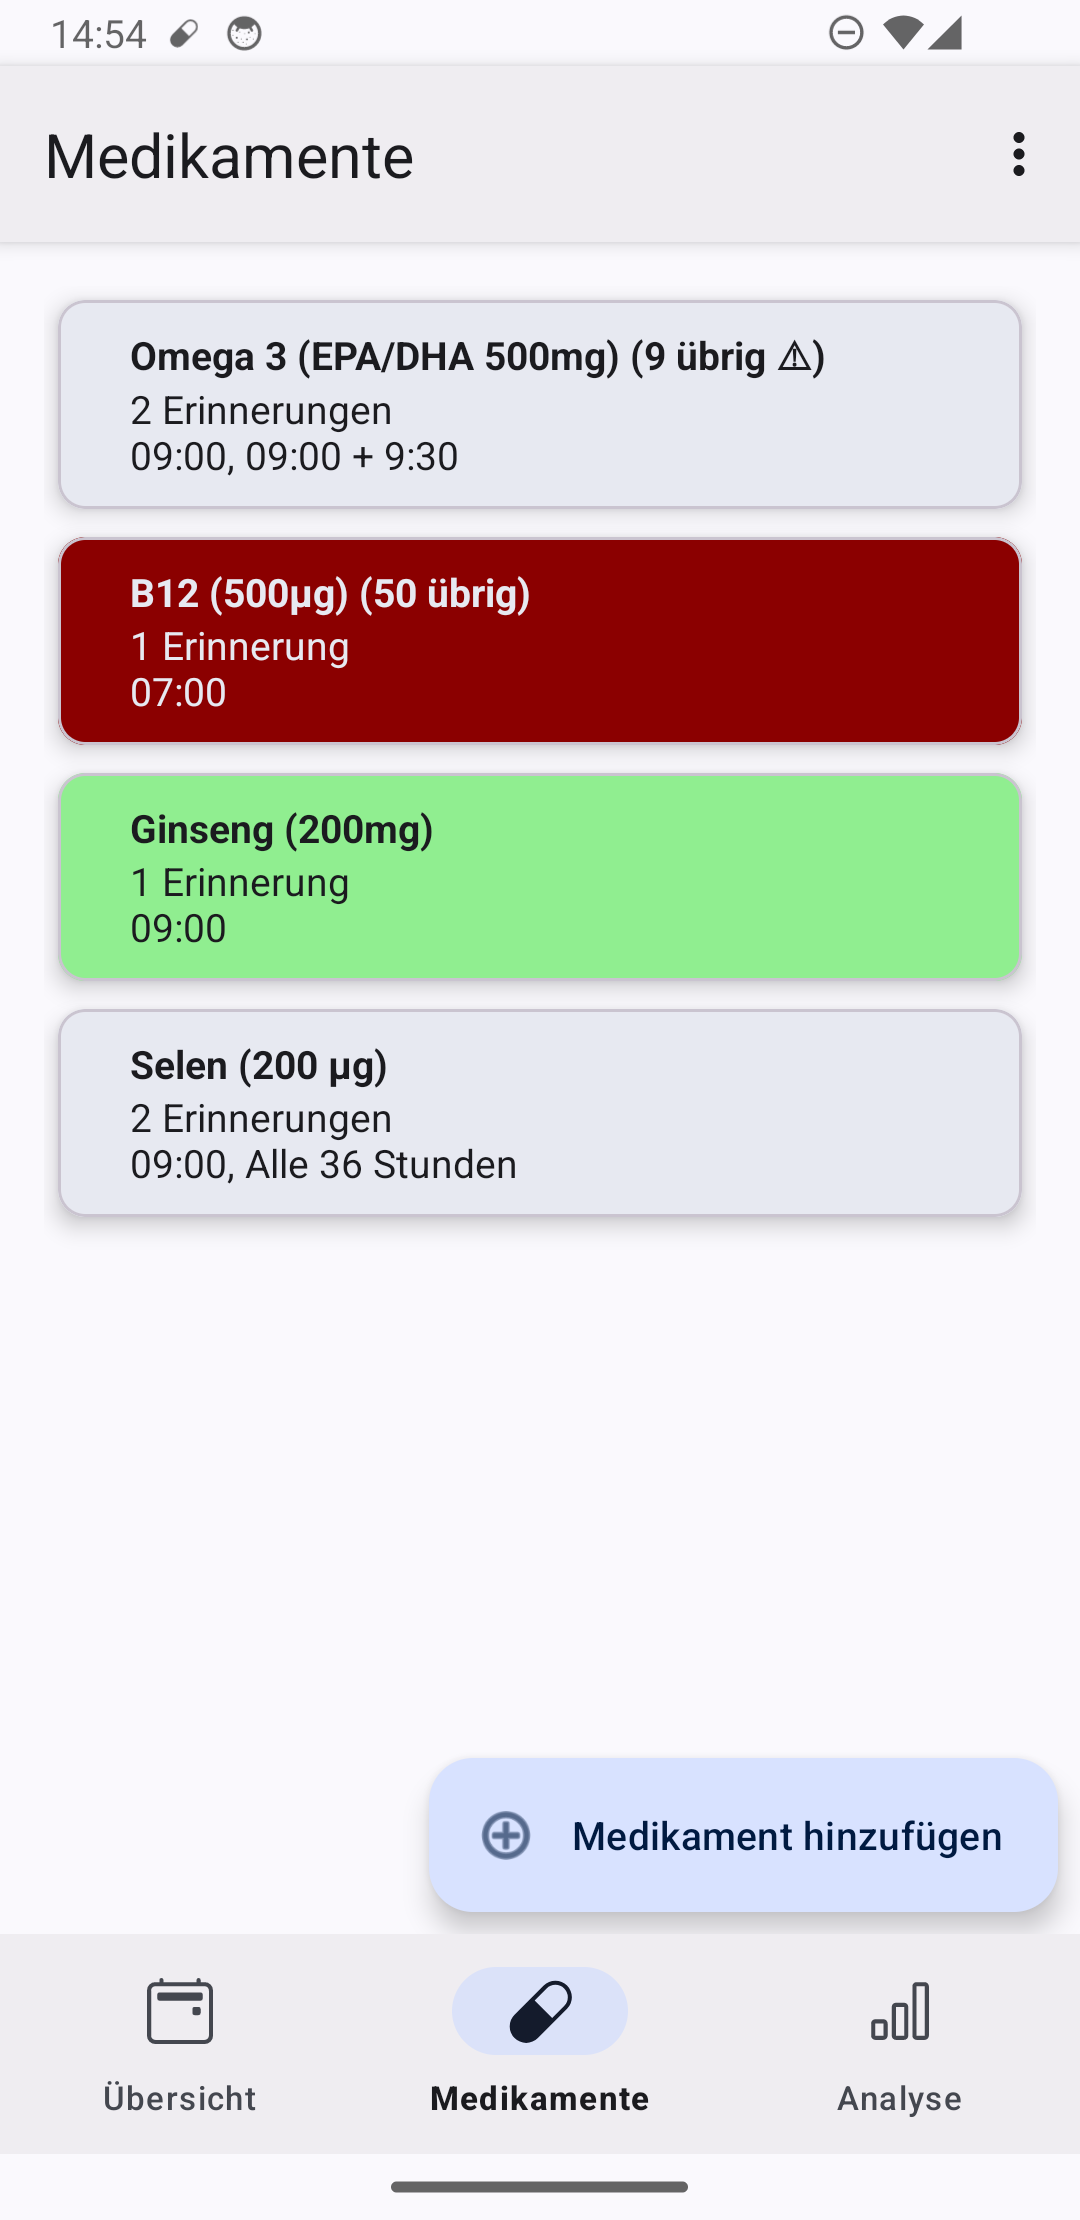 14:54
Medikamente
Omega 3 (EPA/DHA 500mg) (9 übrig ⚠)
2 Erinnerungen
09:00, 09:00 + 9:30
B12 (500µg) (50 übrig)
1 Erinnerung
07:00
Ginseng (200mg)
1 Erinnerung
09:00
Selen (200 µg)
2 Erinnerungen
09:00, Alle 36 Stunden
Medikament hinzufügen
Übersicht
Medikamente
Analyse